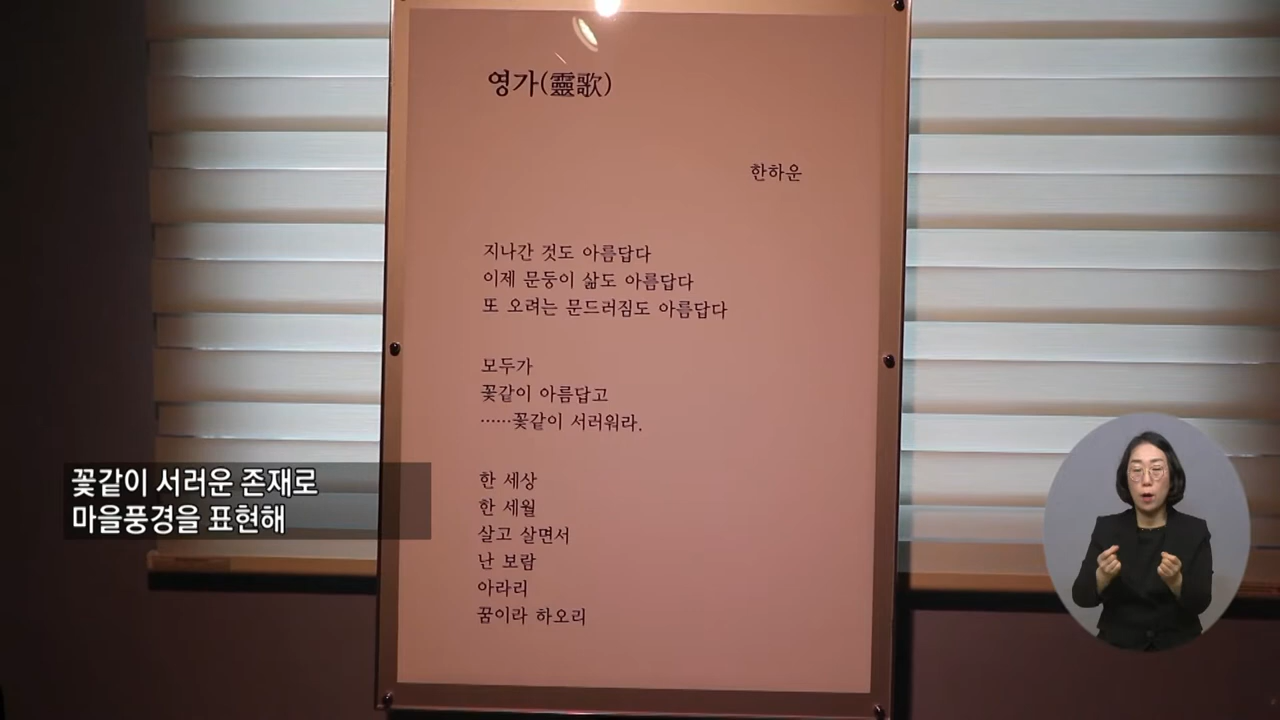 영가(靈歌)
한하운
지나간 것도 아름답다
이제 문둥이 삶도 아름답다
또 오려는 문드러짐도 아름답다
모두가
꽃같이 아름답고
……꽃같이 서러워라.
한 세상
한 세월
살고 살면서
난 보람
아라리
꿈이라 하오리
꽃같이 서러운 존재로
마을풍경을 표현해